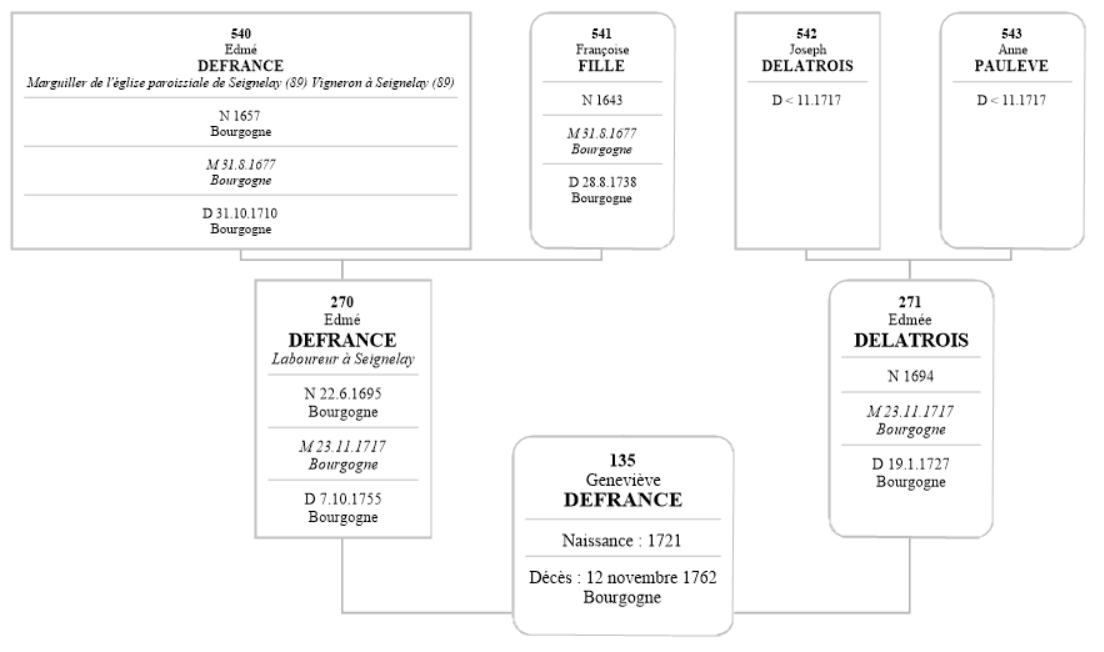 540
Edmé
DEFRANCE
Marguiller de l'église paroissiale de Seignelay (89) Vigneron à Seignelay (89)
N 1657
Bourgogne
M 31.8.1677
Bourgogne
D 31.10.1710
Bourgogne
541
Françoise
FILLE
N 1643
M 31.8.1677
Bourgogne
D 28.8.1738
Bourgogne
542
Joseph
DELATROIS
D < 11.1717
543
Anne
PAULEVE
D < 11.1717
270
Edmé
DEFRANCE
Laboureur à Seignelay
N 22.6.1695
Bourgogne
M 23.11.1717
Bourgogne
D 7.10.1755
Bourgogne
271
Edmée
DELATROIS
N 1694
M 23.11.1717
Bourgogne
D 19.1.1727
Bourgogne
135
Geneviève
DEFRANCE
Naissance : 1721
Décès : 12 novembre 1762
Bourgogne